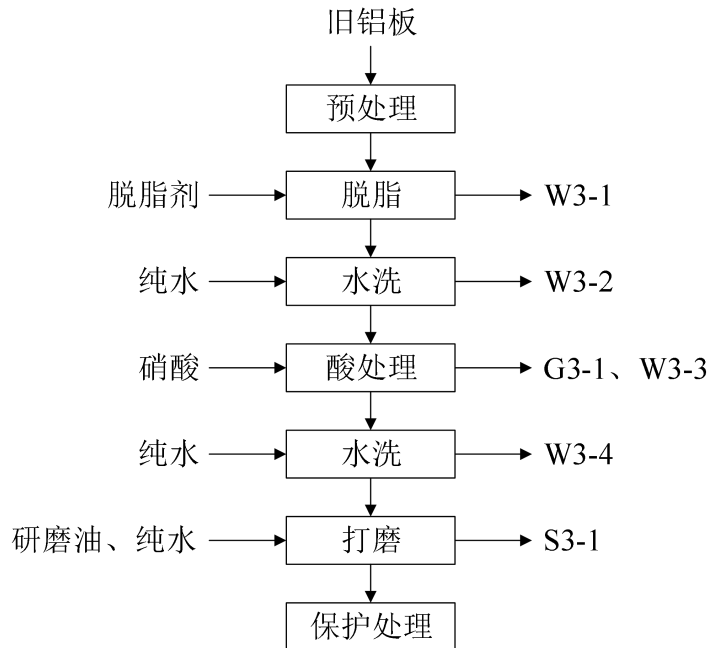 旧铝板
预处理
脱脂剂 脱脂 W3-1
纯水 水洗 W3-2
硝酸 酸处理 G3-1、W3-3
纯水 水洗 W3-4
研磨油、纯水 打磨 S3-1
保护处理